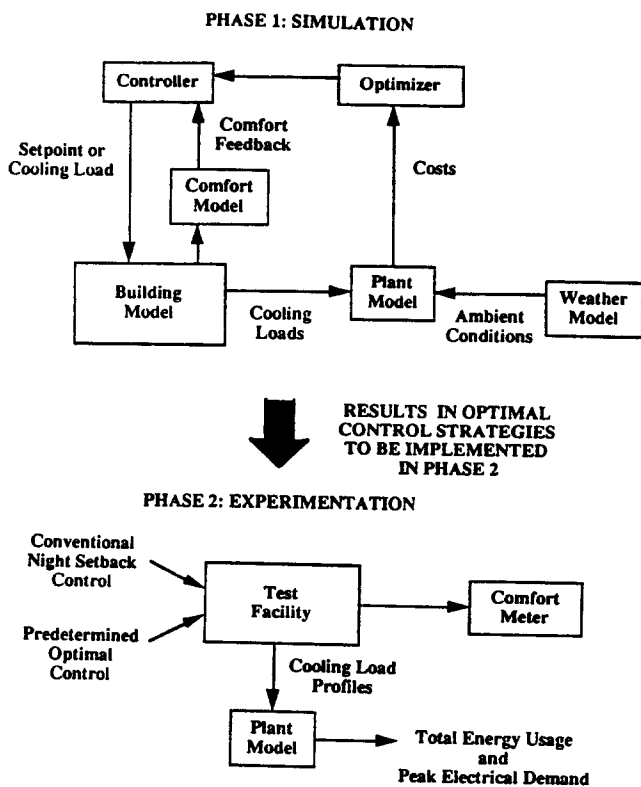 PHASE 1: SIMULATION
Controller
Optimizer
Comfort
Feedback
Setpoint or
Cooling Load
Costs
Comfort
Model
Building
Model
Plant
Model
Weather
Model
Cooling
Loads
Ambient
Conditions
RESULTS IN OPTIMAL
CONTROL STRATEGIES
TO BE IMPLEMENTED
IN PHASE 2
PHASE 2: EXPERIMENTATION
Conventional
Night Setback
Control
Test
Facility
Comfort
Meter
Predetermined
Optimal
Control
Cooling Load
Profiles
Plant
Model
Total Energy Usage
and
Peak Electrical Demand